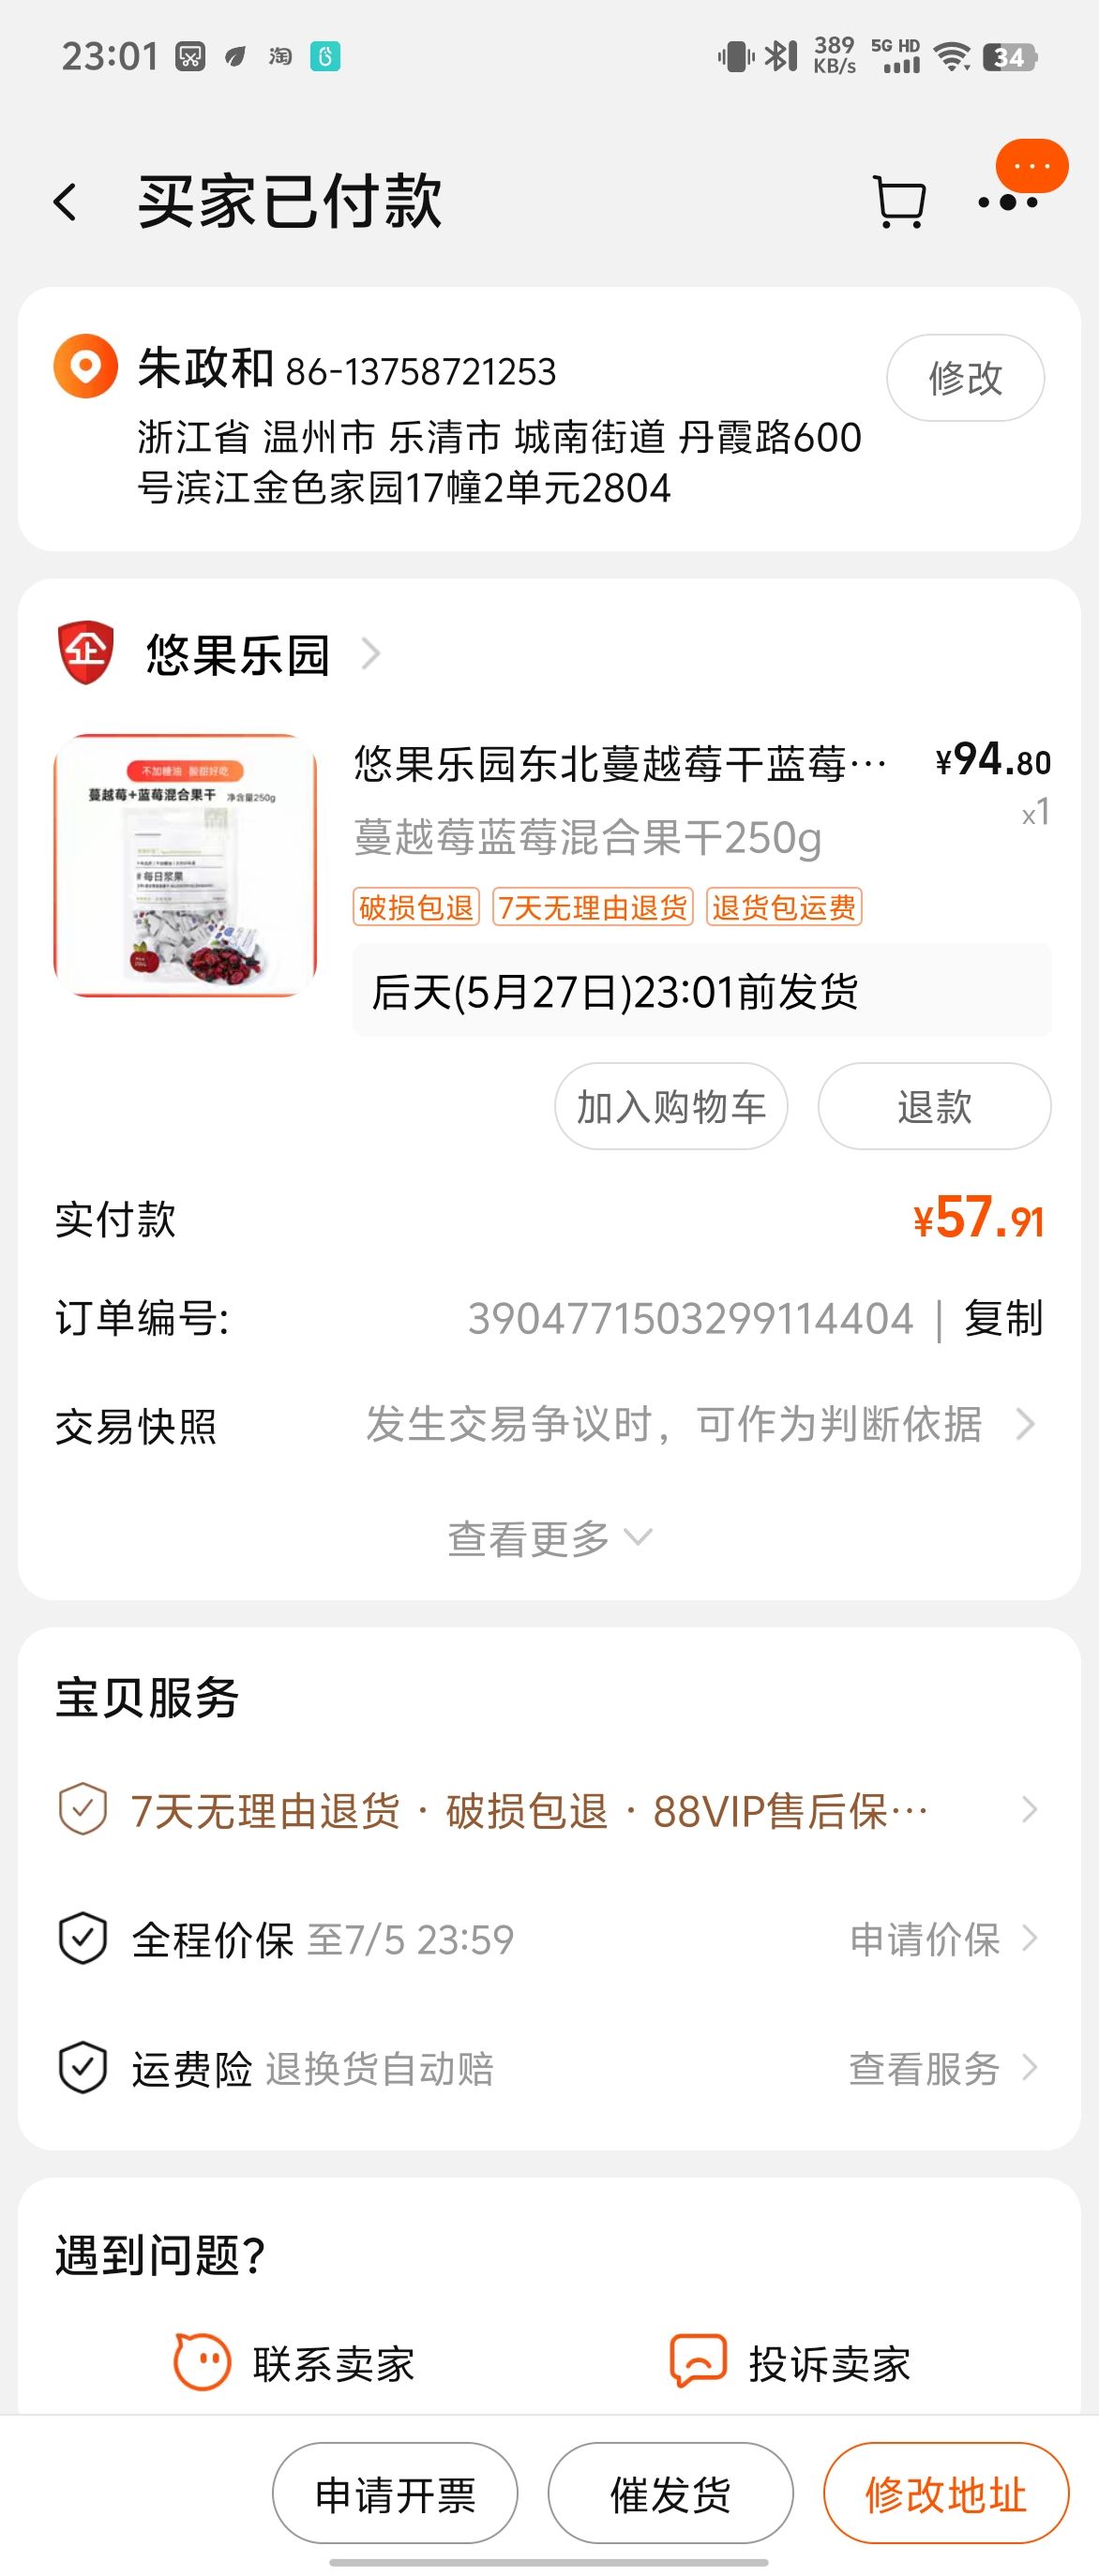 23:01
淘
389
KB/s
5G HD
34
买家已付款
朱政和 86-13758721253
修改
浙江省 温州市 乐清市 城南街道 丹霞路600
号滨江金色家园17幢2单元2804
企
悠果乐园
不加糖油 酸甜好吃
蔓越莓+蓝莓混合果干 净含量250g
#每日浆果
悠果乐园东北蔓越莓干蓝莓…
¥94.80
蔓越莓蓝莓混合果干250g
x1
破损包退 7天无理由退货 退货包运费
后天(5月27日)23:01前发货
加入购物车 退款
实付款 ¥57.91
订单编号: 3904771503299114404 | 复制
交易快照 发生交易争议时，可作为判断依据
查看更多
宝贝服务
7天无理由退货 · 破损包退 · 88VIP售后保…
全程价保 至7/5 23:59 申请价保
运费险 退换货自动赔 查看服务
遇到问题?
联系卖家 投诉卖家
申请开票 催发货 修改地址